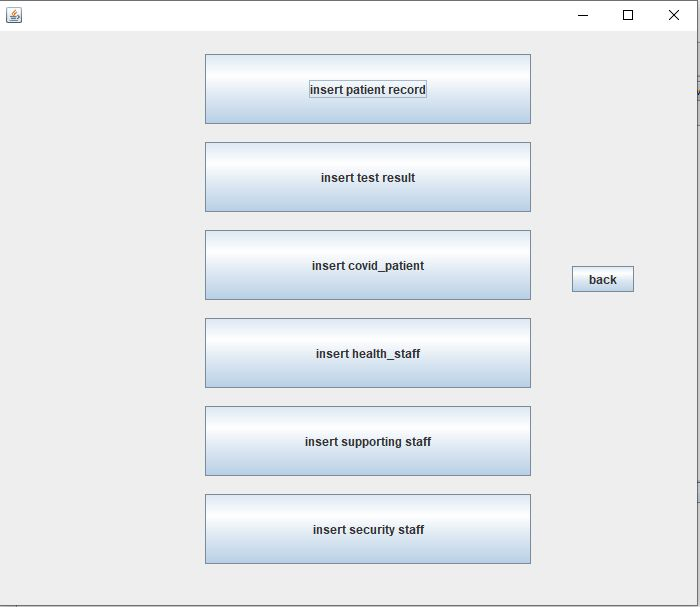 insert patient record
insert test result
insert covid_patient
back
insert health_staff
insert supporting staff
insert security staff